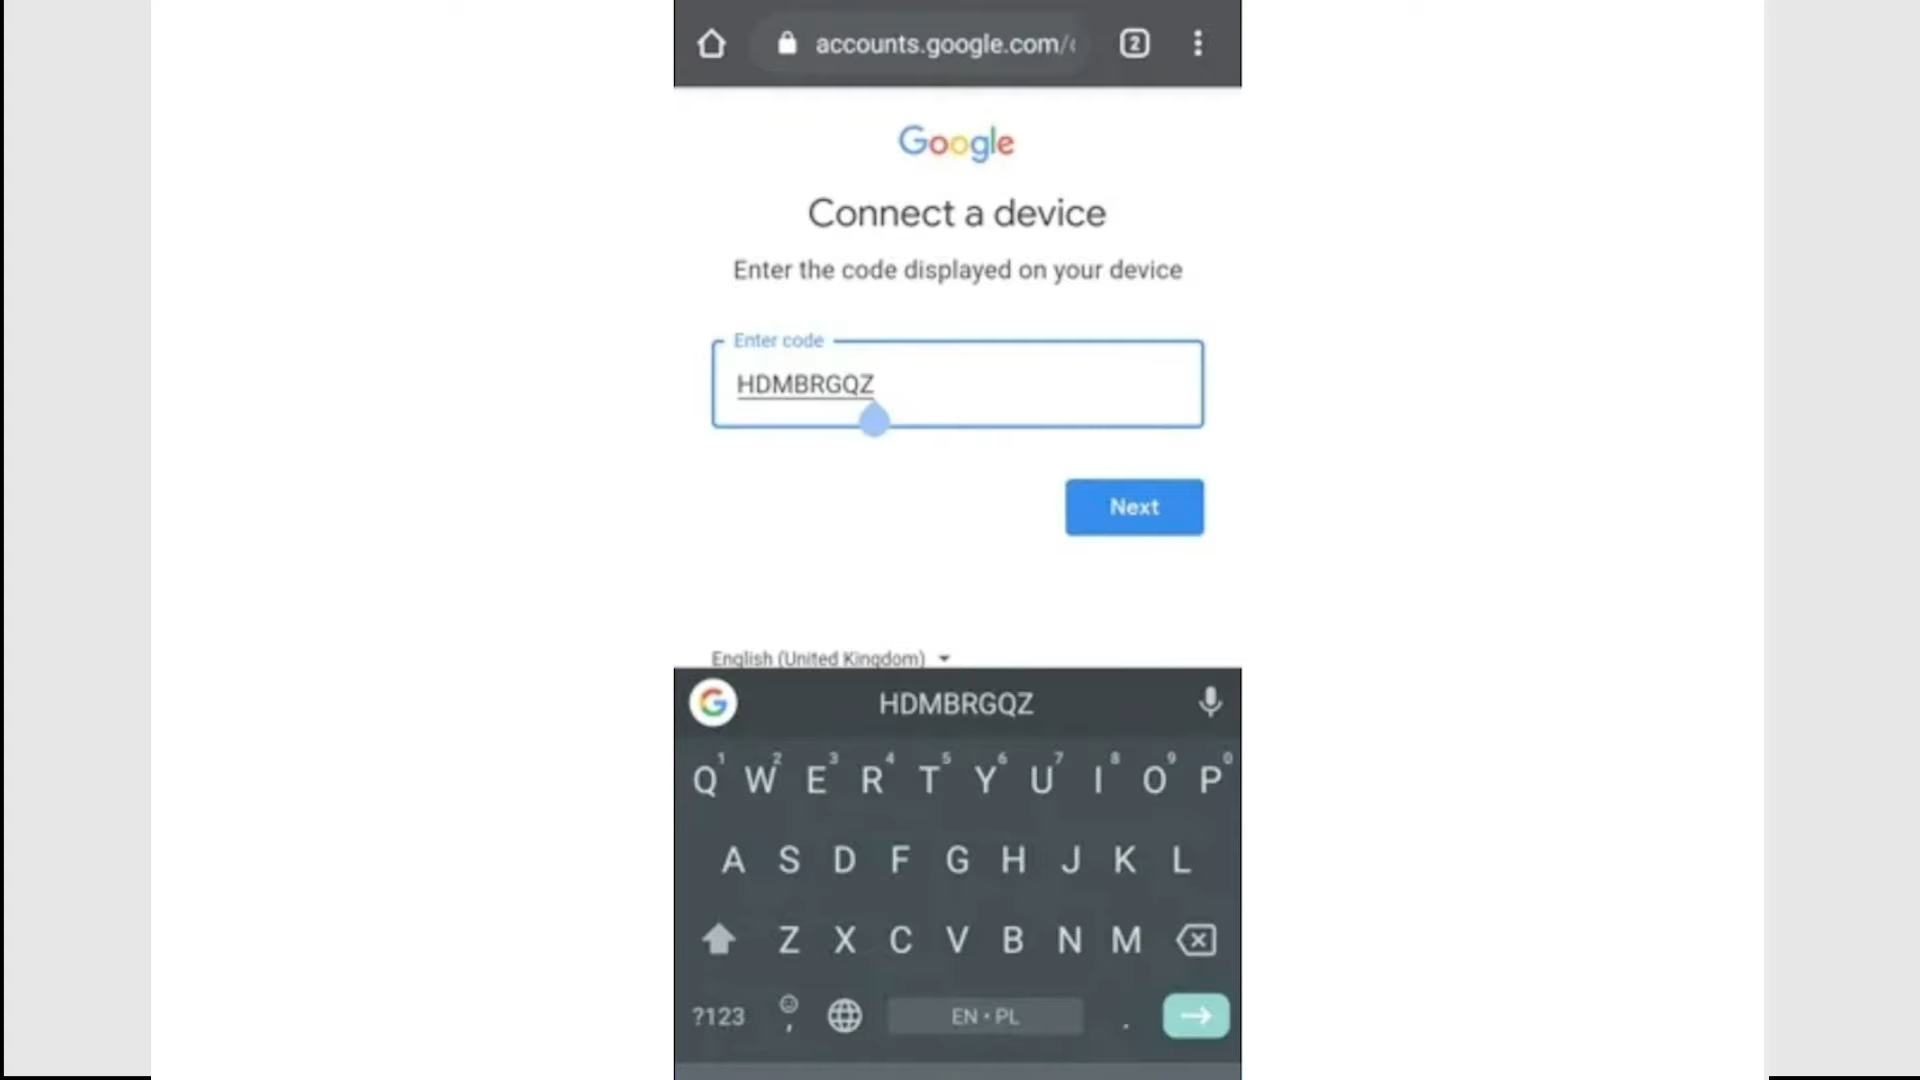 accounts.google.com/
2
Google
Connect a device
Enter the code displayed on your device
Enter code
HDMBRGQZ
Next
English (United Kingdom)
G HDMBRGQZ
1 2 3 4 5 6 7 8 9 0
Q W E R T Y U I O P
A S D F G H J K L
Z X C V B N M
?123 , EN • PL .